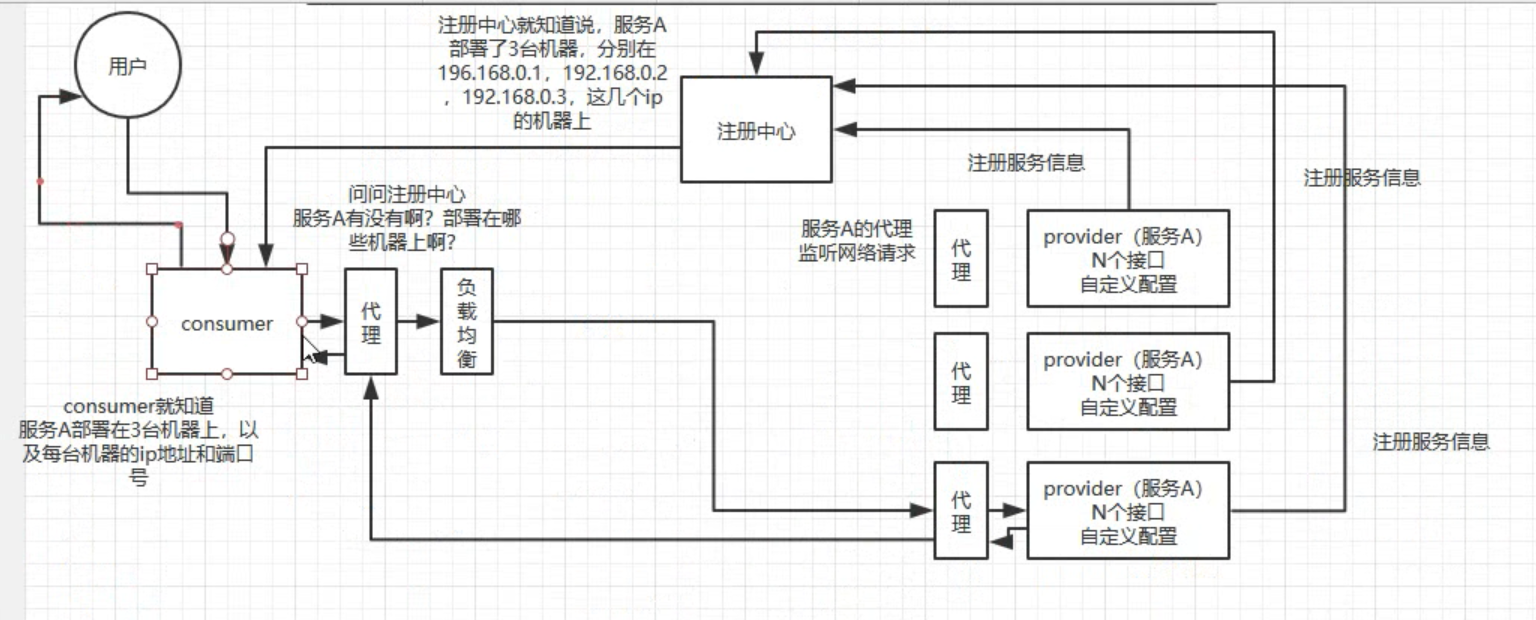 用户
注册中心就知道说，服务A
部署了3台机器，分别在
196.168.0.1，192.168.0.2
，192.168.0.3，这几个ip
的机器上
注册中心
注册服务信息
注册服务信息
问问注册中心
服务A有没有啊？部署在哪
些机器上啊？
服务A的代理
监听网络请求
代
理
provider（服务A）
N个接口
自定义配置
consumer
代
理
负
载
均
衡
代
理
provider（服务A）
N个接口
自定义配置
consumer就知道
服务A部署在3台机器上，以
及每台机器的ip地址和端口
号
注册服务信息
代
理
provider（服务A）
N个接口
自定义配置